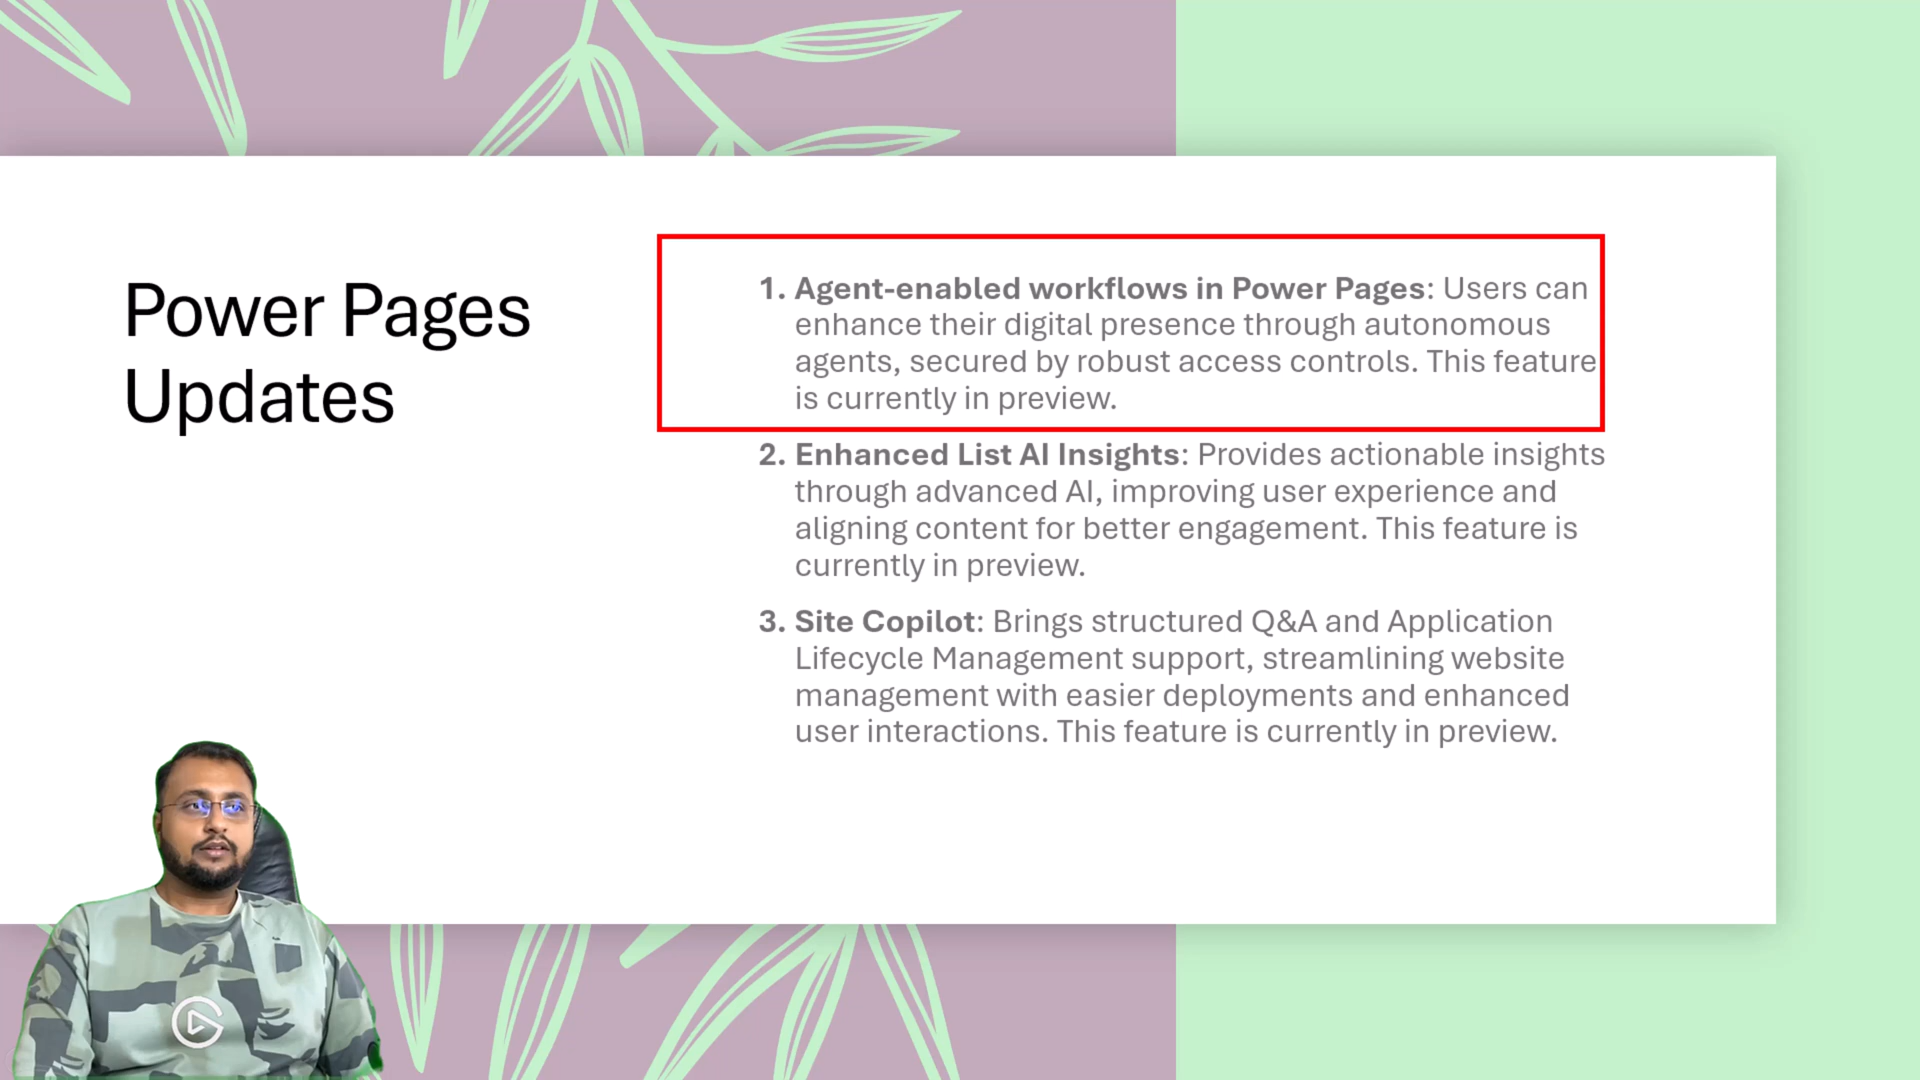 Power Pages
Updates
1. Agent-enabled workflows in Power Pages: Users can
enhance their digital presence through autonomous
agents, secured by robust access controls. This feature
is currently in preview.
2. Enhanced List AI Insights: Provides actionable insights
through advanced AI, improving user experience and
aligning content for better engagement. This feature is
currently in preview.
3. Site Copilot: Brings structured Q&A and Application
Lifecycle Management support, streamlining website
management with easier deployments and enhanced
user interactions. This feature is currently in preview.